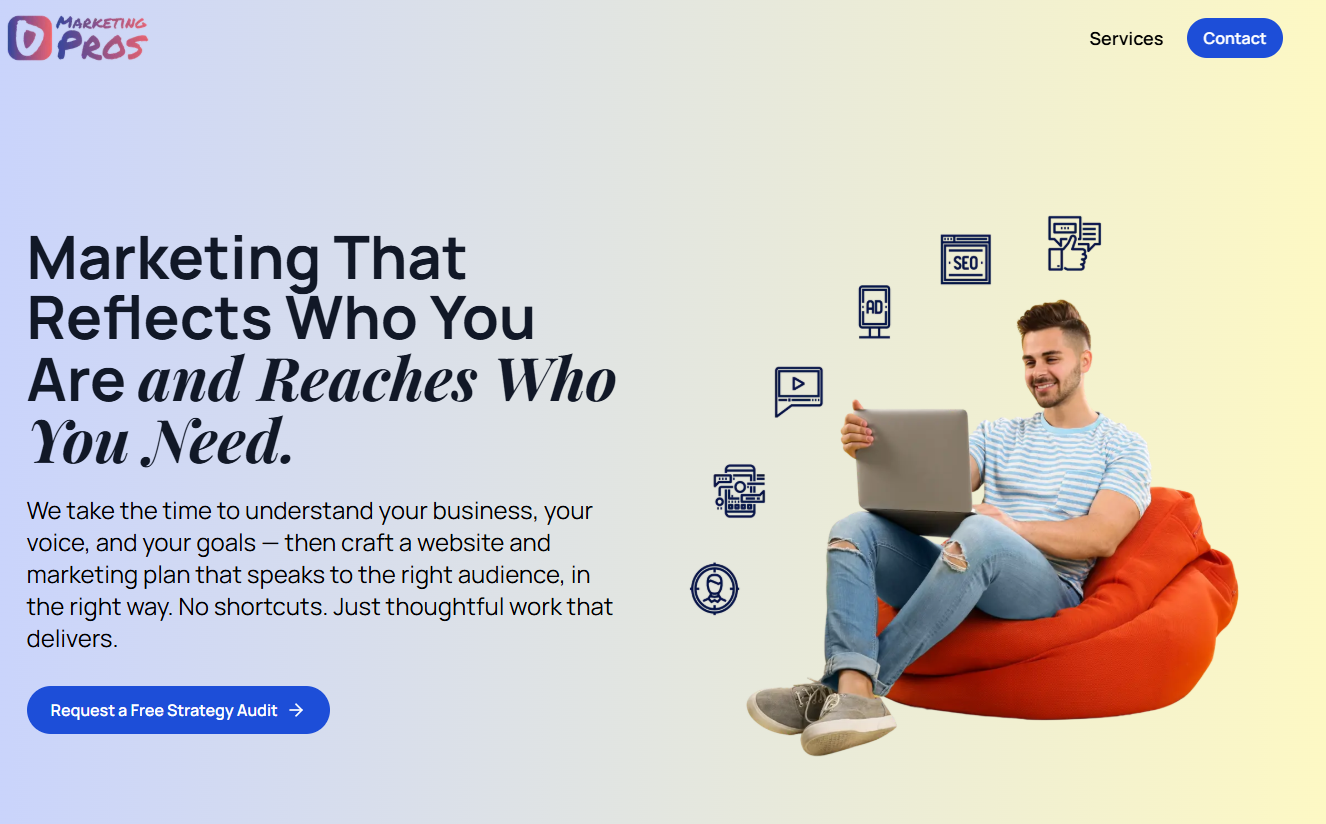 Marketing
Pros
Services
Contact
Marketing That
Reflects Who You
Are and Reaches Who
You Need.
We take the time to understand your business, your
voice, and your goals — then craft a website and
marketing plan that speaks to the right audience, in
the right way. No shortcuts. Just thoughtful work that
delivers.
Request a Free Strategy Audit
SEO
AD